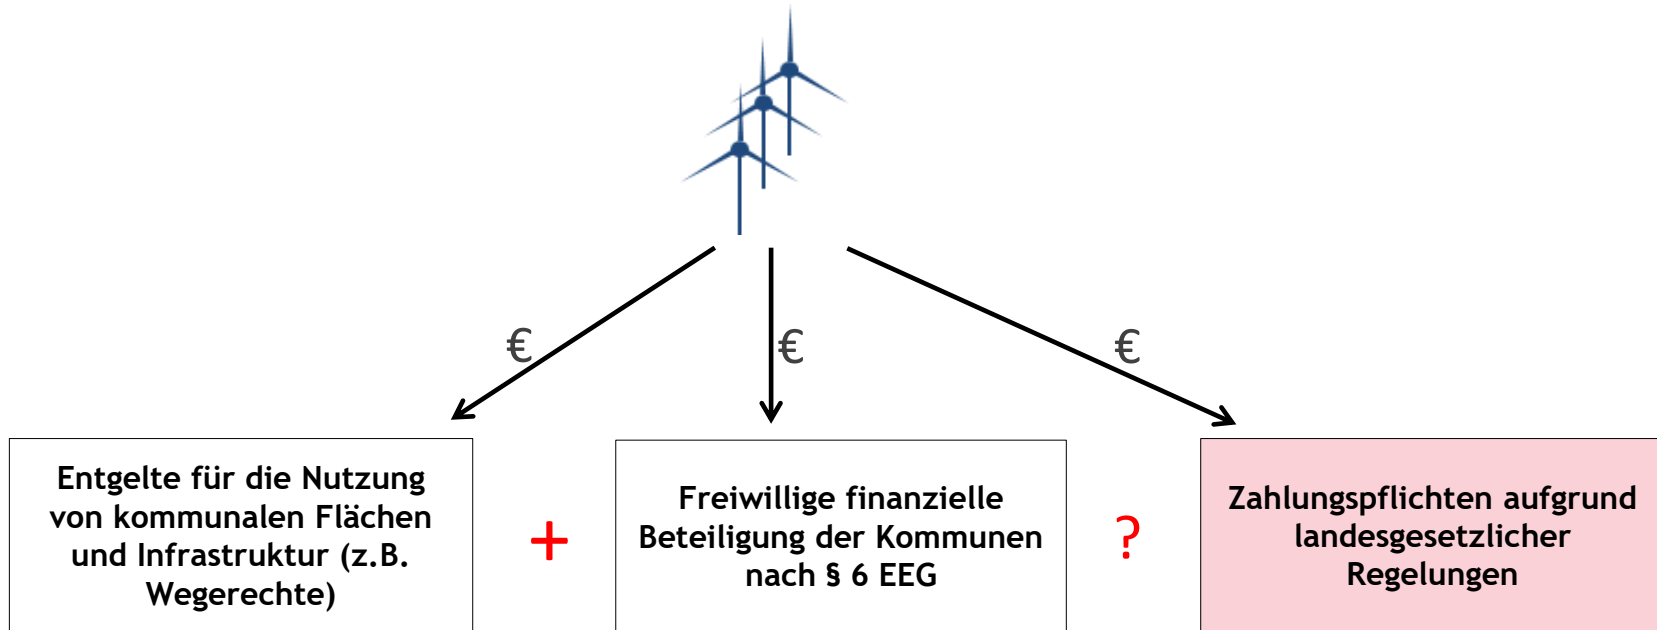 €
€
€
Entgelte für die Nutzung
von kommunalen Flächen
und Infrastruktur (z.B.
Wegerechte)
+
Freiwillige finanzielle
Beteiligung der Kommunen
nach § 6 EEG
?
Zahlungspflichten aufgrund
landesgesetzlicher
Regelungen